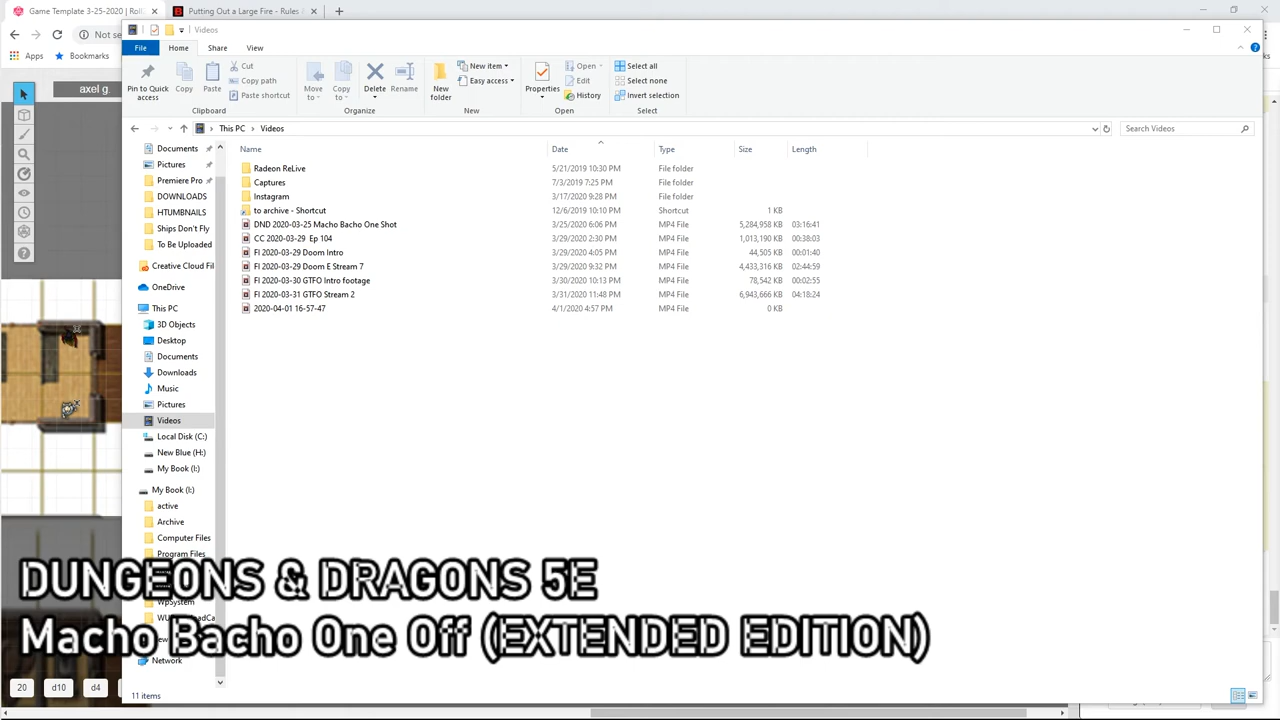 Game Template 3-25-2020 | Roll
Putting Out a Large Fire - Rules &
Not se
Apps
Bookmarks
axel g.
Videos
File
Home
Share
View
Pin to Quick access
Copy
Paste
Cut
Copy path
Paste shortcut
Clipboard
Move to
Copy to
Delete
Rename
Organize
New folder
New item
Easy access
New
Properties
Open
Edit
History
Open
Select all
Select none
Invert selection
Select
This PC
Videos
Search Videos
Name
Date
Type
Size
Length
Documents
Pictures
Premiere Pro
DOWNLOADS
HTUMBNAILS
Ships Don't Fly
To Be Uploaded
Creative Cloud Fil
OneDrive
This PC
3D Objects
Desktop
Documents
Downloads
Music
Pictures
Videos
Local Disk (C:)
New Blue (H:)
My Book (I:)
My Book (I:)
active
Archive
Computer Files
Program Files
WpSystem
Network
Radeon ReLive 5/21/2019 10:30 PM File folder
Captures 7/3/2019 7:25 PM File folder
Instagram 3/17/2020 9:28 PM File folder
to archive - Shortcut 12/6/2019 10:10 PM Shortcut 1 KB
DND 2020-03-25 Macho Bacho One Shot 3/25/2020 6:06 PM MP4 File 5,284,958 KB 03:16:41
CC 2020-03-29 Ep 104 3/29/2020 2:30 PM MP4 File 1,013,190 KB 00:38:03
FI 2020-03-29 Doom Intro 3/29/2020 4:05 PM MP4 File 44,505 KB 00:01:40
FI 2020-03-29 Doom E Stream 7 3/29/2020 9:32 PM MP4 File 4,433,316 KB 02:44:59
FI 2020-03-30 GTFO Intro footage 3/30/2020 10:13 PM MP4 File 78,542 KB 00:02:55
FI 2020-03-31 GTFO Stream 2 3/31/2020 11:48 PM MP4 File 6,943,666 KB 04:18:24
2020-04-01 16-57-47 4/1/2020 4:57 PM MP4 File 0 KB
DUNGEONS & DRAGONS 5E
Macho Bacho One Off (EXTENDED EDITION)
20
d10
d4
11 items